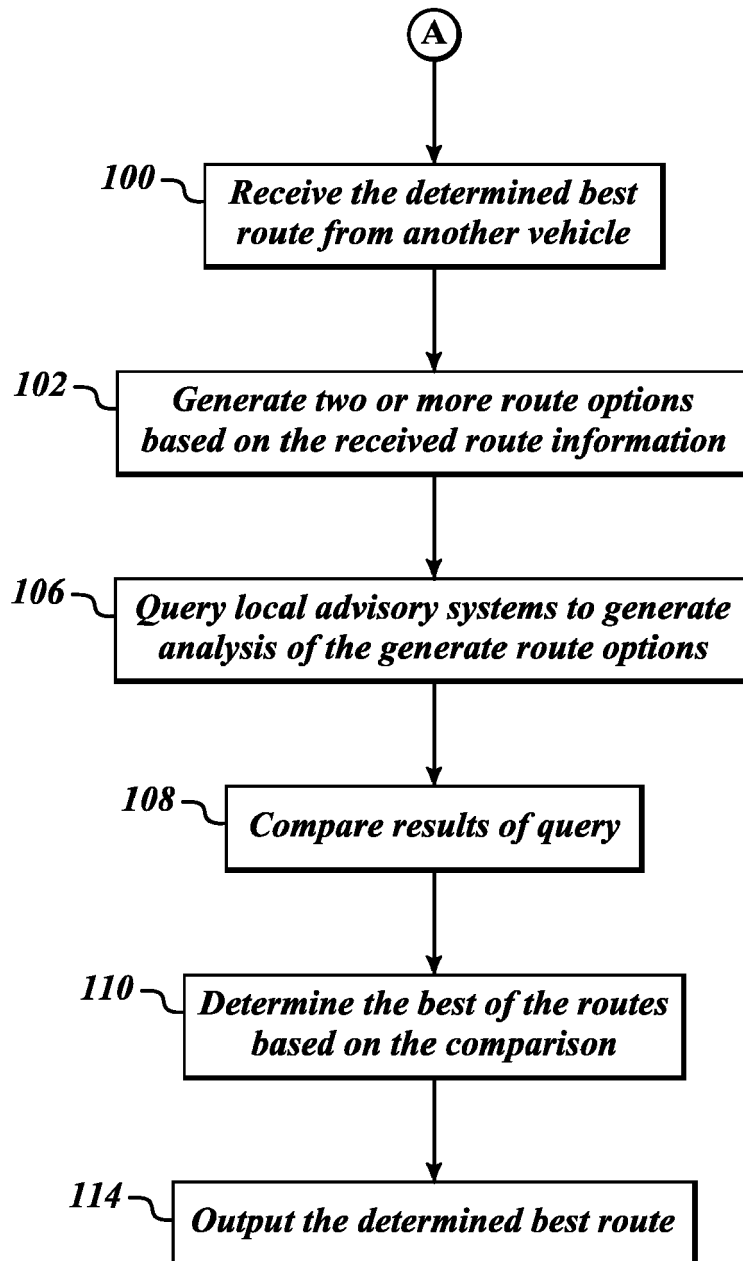 A
100
Receive the determined best
route from another vehicle
102
Generate two or more route options
based on the received route information
106
Query local advisory systems to generate
analysis of the generate route options
108
Compare results of query
110
Determine the best of the routes
based on the comparison
114
Output the determined best route